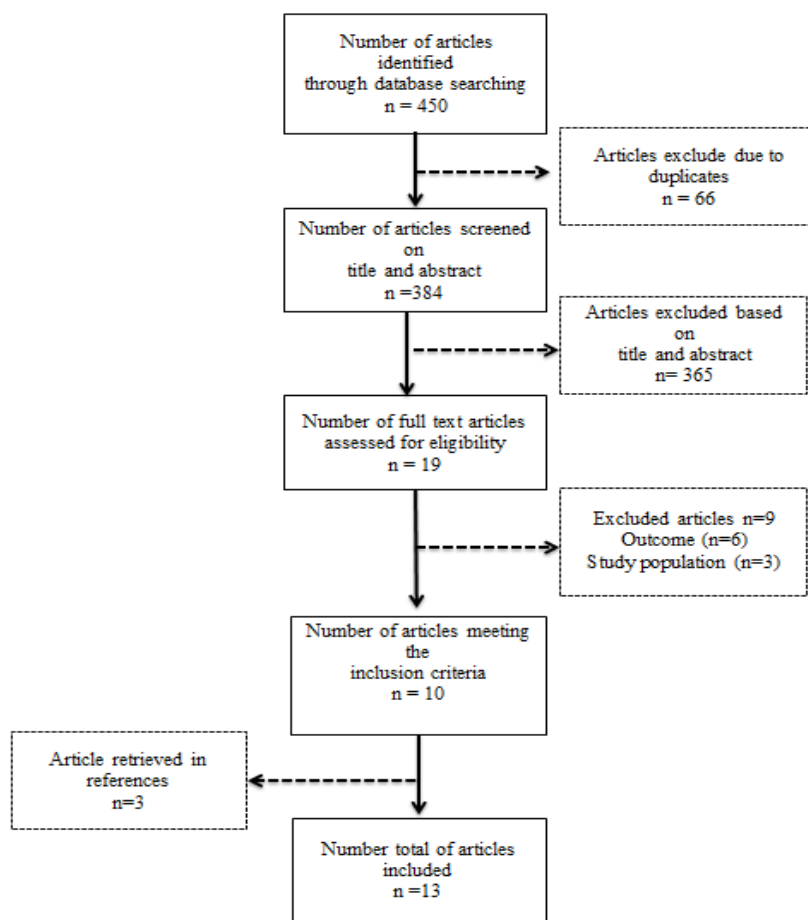 Number of articles
identified
through database searching
n = 450
Articles exclude due to
duplicates
n = 66
Number of articles screened
on
title and abstract
n =384
Articles excluded based
on
title and abstract
n= 365
Number of full text articles
assessed for eligibility
n = 19
Excluded articles n=9
Outcome (n=6)
Study population (n=3)
Number of articles meeting
the
inclusion criteria
n = 10
Article retrieved in
references
n=3
Number total of articles
included
n =13